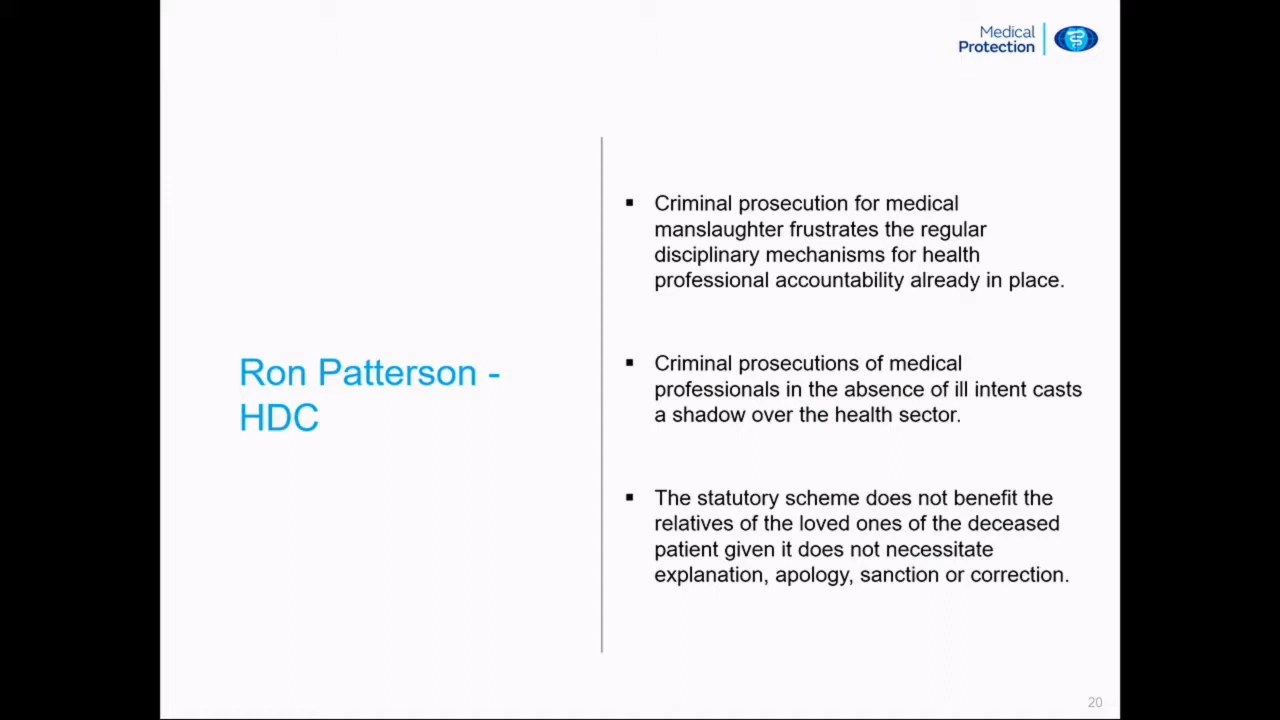 Medical
Protection
Ron Patterson -
HDC
▪ Criminal prosecution for medical
manslaughter frustrates the regular
disciplinary mechanisms for health
professional accountability already in place.
▪ Criminal prosecutions of medical
professionals in the absence of ill intent casts
a shadow over the health sector.
▪ The statutory scheme does not benefit the
relatives of the loved ones of the deceased
patient given it does not necessitate
explanation, apology, sanction or correction.
20